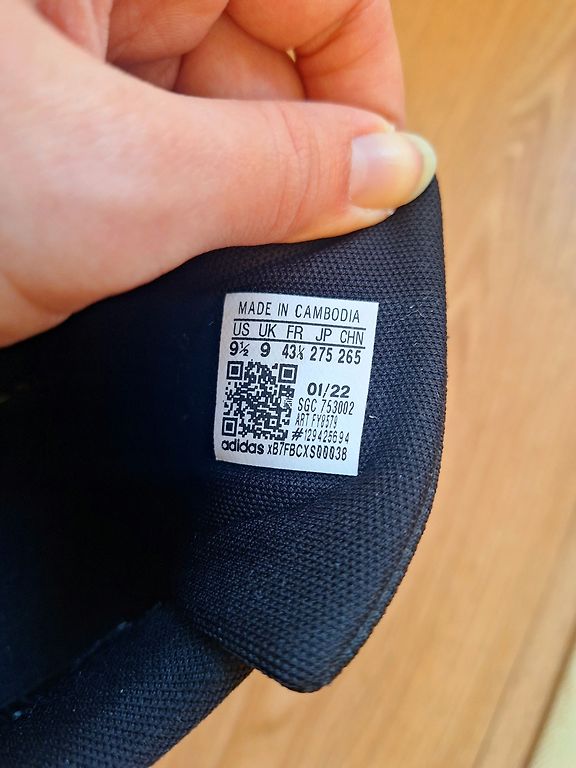 MADE IN CAMBODIA
US UK FR JP CHN
9½ 9 43⅓ 275 265
01/22
SGC 753002
ART FY8579
#129425694
adidas xB7FBCXS00038